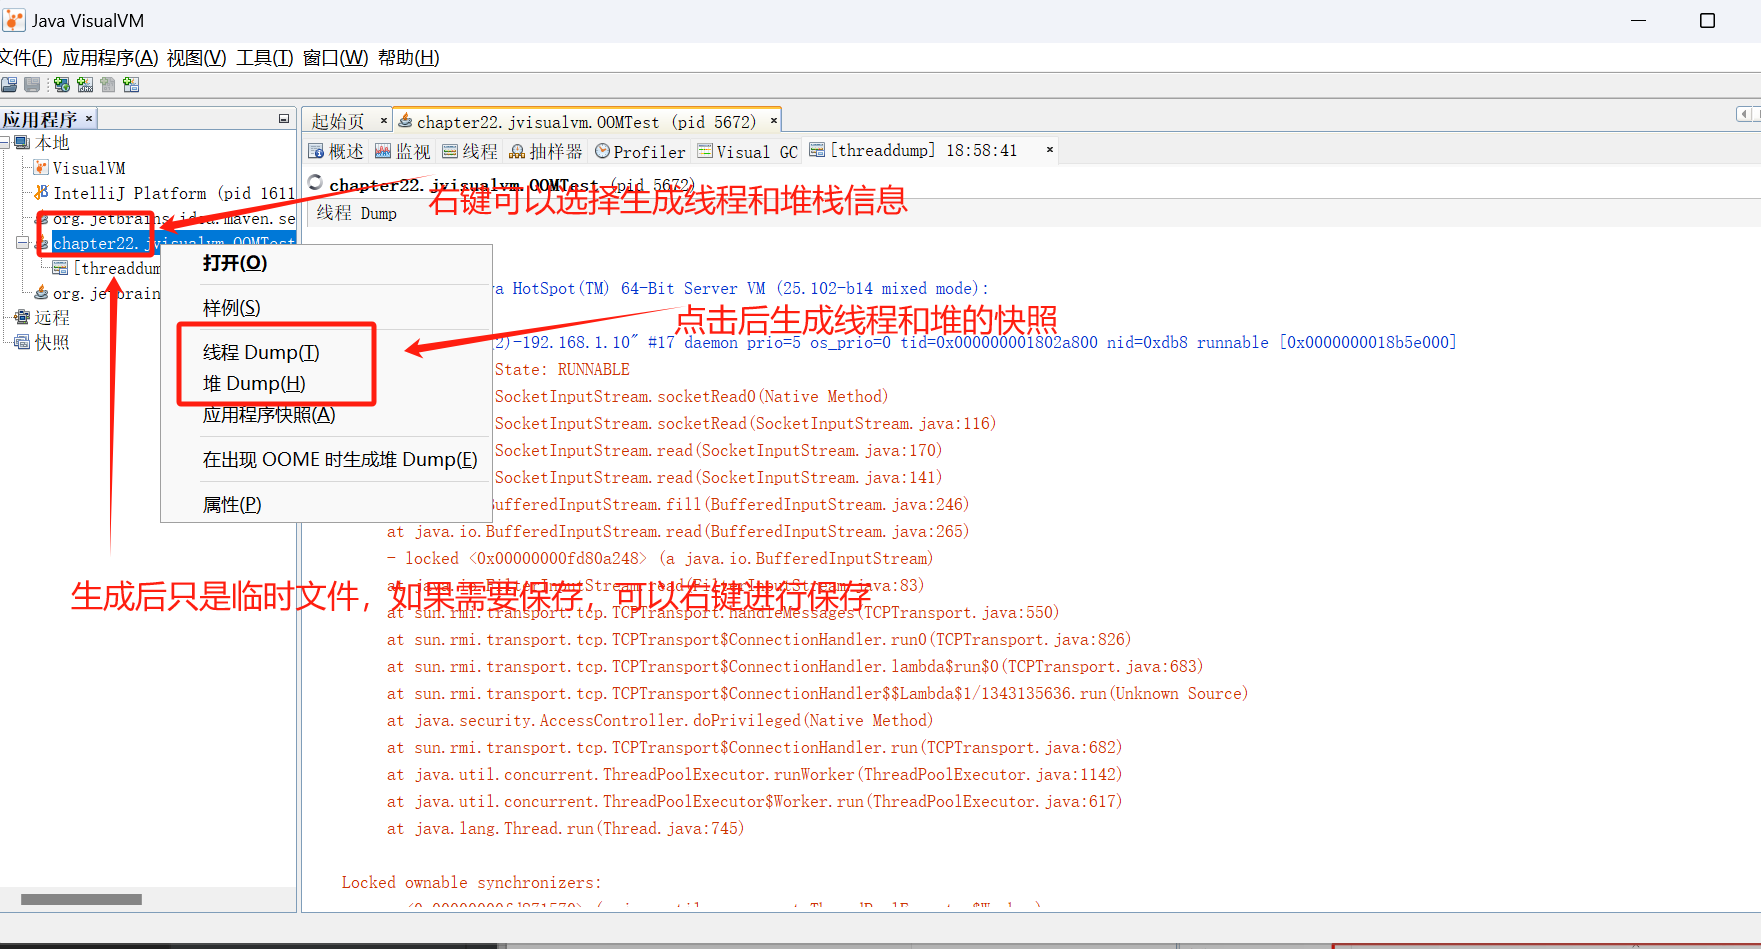 Java VisualVM
文件(F) 应用程序(A) 视图(V) 工具(T) 窗口(W) 帮助(H)
应用程序
本地
VisualVM
IntelliJ Platform (pid 1611
org.jetbrains.idea.maven.se
chapter22.jvisualvm.OOMTest
[threaddum
org.jetbrain
远程
快照
起始页
chapter22.jvisualvm.OOMTest (pid 5672)
概述 监视 线程 抽样器 Profiler Visual GC [threaddump] 18:58:41
chapter22.jvisualvm.OOMTest (pid 5672)
右键可以选择生成线程和堆栈信息
线程 Dump
打开(O)
样例(S)
线程 Dump(T)
堆 Dump(H)
应用程序快照(A)
在出现 OOME 时生成堆 Dump(E)
属性(P)
点击后生成线程和堆的快照
生成后只是临时文件，如果需要保存，可以右键进行保存
va HotSpot(TM) 64-Bit Server VM (25.102-b14 mixed mode):
2)-192.168.1.10" #17 daemon prio=5 os_prio=0 tid=0x000000001802a800 nid=0xdb8 runnable [0x0000000018b5e000]
State: RUNNABLE
SocketInputStream.socketRead0(Native Method)
SocketInputStream.socketRead(SocketInputStream.java:116)
SocketInputStream.read(SocketInputStream.java:170)
SocketInputStream.read(SocketInputStream.java:141)
BufferedInputStream.fill(BufferedInputStream.java:246)
at java.io.BufferedInputStream.read(BufferedInputStream.java:265)
- locked <0x00000000fd80a248> (a java.io.BufferedInputStream)
at java.io.FilterInputStream.read(FilterInputStream.java:83)
at sun.rmi.transport.tcp.TCPTransport.handleMessages(TCPTransport.java:550)
at sun.rmi.transport.tcp.TCPTransport$ConnectionHandler.run0(TCPTransport.java:826)
at sun.rmi.transport.tcp.TCPTransport$ConnectionHandler.lambda$run$0(TCPTransport.java:683)
at sun.rmi.transport.tcp.TCPTransport$ConnectionHandler$$Lambda$1/1343135636.run(Unknown Source)
at java.security.AccessController.doPrivileged(Native Method)
at sun.rmi.transport.tcp.TCPTransport$ConnectionHandler.run(TCPTransport.java:682)
at java.util.concurrent.ThreadPoolExecutor.runWorker(ThreadPoolExecutor.java:1142)
at java.util.concurrent.ThreadPoolExecutor$Worker.run(ThreadPoolExecutor.java:617)
at java.lang.Thread.run(Thread.java:745)
Locked ownable synchronizers: